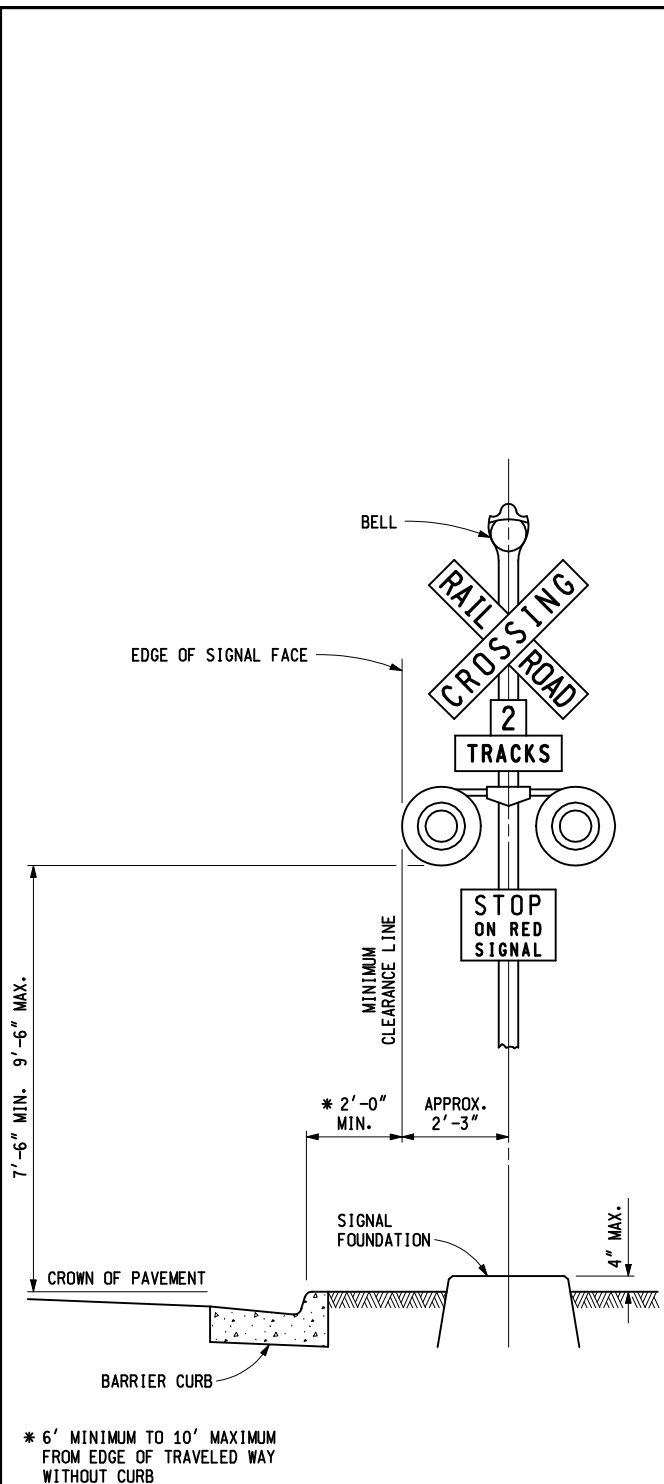 BELL
RAIL
ROAD
CROSSING
EDGE OF SIGNAL FACE
2
TRACKS
STOP
ON RED
SIGNAL
MINIMUM
CLEARANCE LINE
7'-6" MIN. 9'-6" MAX.
* 2'-0"
MIN.
APPROX.
2'-3"
SIGNAL
FOUNDATION
4" MAX.
CROWN OF PAVEMENT
BARRIER CURB
* 6' MINIMUM TO 10' MAXIMUM
FROM EDGE OF TRAVELED WAY
WITHOUT CURB